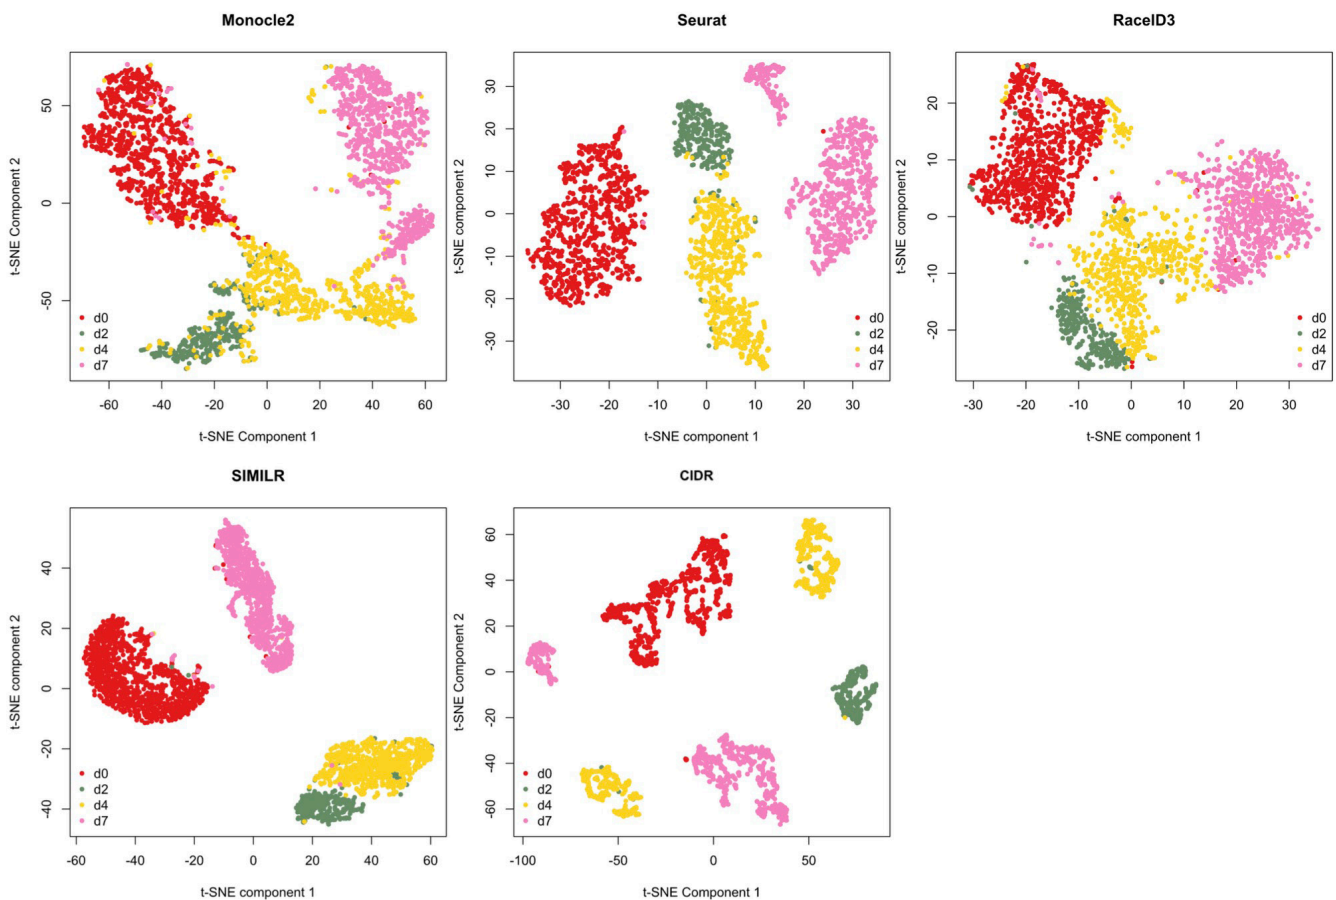 Monocle2
Seurat
RaceID3
50
0
-50
t-SNE Component 2
-60 -40 -20 0 20 40 60
t-SNE Component 1
d0
d2
d4
d7
30
20
10
0
-10
-20
-30
t-SNE component 2
-30 -20 -10 0 10 20 30
t-SNE component 1
d0
d2
d4
d7
20
10
0
-10
-20
t-SNE component 2
-30 -20 -10 0 10 20 30
t-SNE component 1
d0
d2
d4
d7
SIMILR
CIDR
40
20
0
-20
-40
t-SNE component 2
-60 -40 -20 0 20 40 60
t-SNE component 1
d0
d2
d4
d7
60
40
20
0
-20
-40
-60
t-SNE Component 2
-100 -50 0 50
t-SNE Component 1
d0
d2
d4
d7